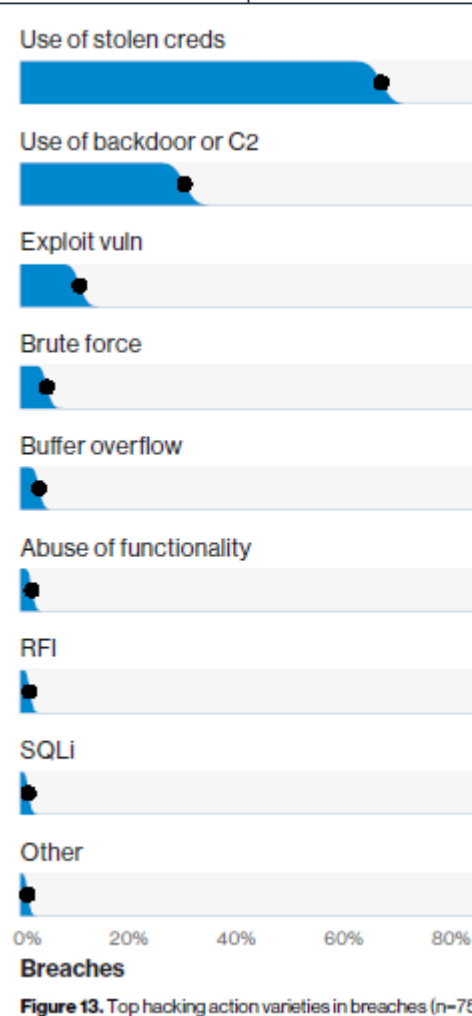 Use of stolen creds
Use of backdoor or C2
Exploit vuln
Brute force
Buffer overflow
Abuse of functionality
RFI
SQLi
Other
0% 20% 40% 60% 80%
Breaches
Figure 13. Top hacking action varieties in breaches (n=75